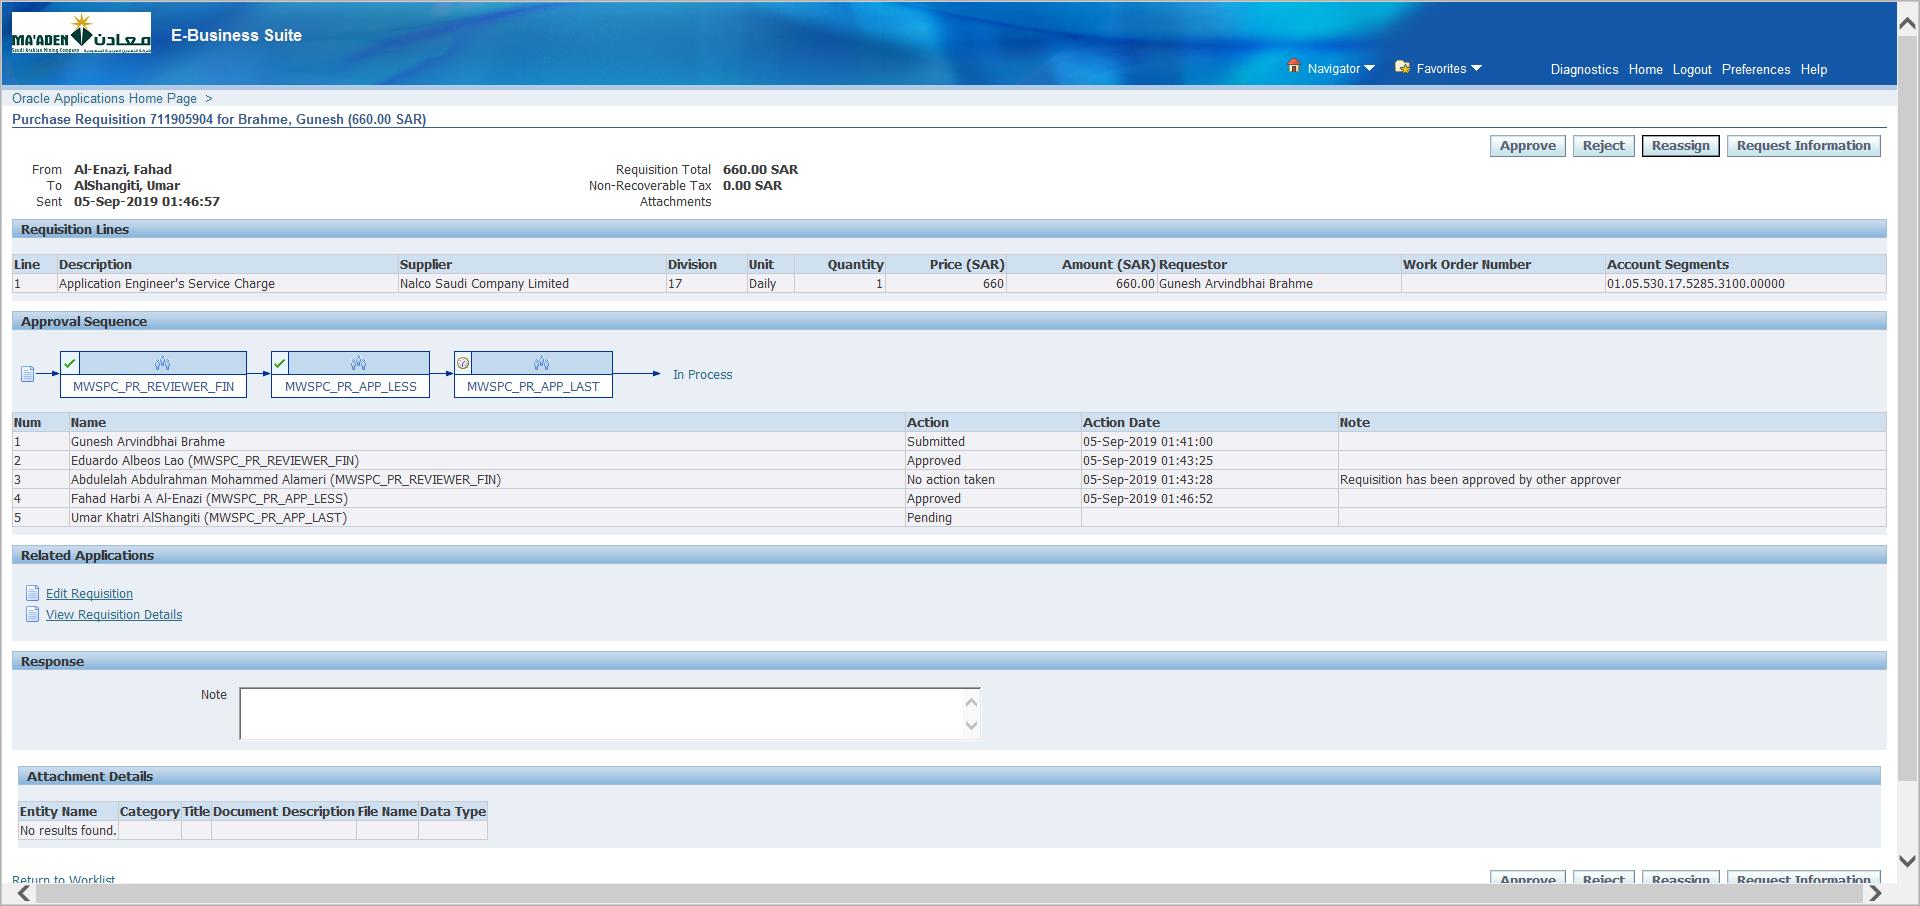 MA'ADEN معادن
Saudi Arabian Mining Company
E-Business Suite
Navigator Favorites Diagnostics Home Logout Preferences Help
Oracle Applications Home Page >
Purchase Requisition 711905904 for Brahme, Gunesh (660.00 SAR)
Approve Reject Reassign Request Information
From Al-Enazi, Fahad Requisition Total 660.00 SAR
To AlShangiti, Umar Non-Recoverable Tax 0.00 SAR
Sent 05-Sep-2019 01:46:57 Attachments
Requisition Lines
Line Description Supplier Division Unit Quantity Price (SAR) Amount (SAR) Requestor Work Order Number Account Segments
1 Application Engineer's Service Charge Nalco Saudi Company Limited 17 Daily 1 660 660.00 Gunesh Arvindbhai Brahme 01.05.530.17.5285.3100.00000
Approval Sequence
MWSPC_PR_REVIEWER_FIN MWSPC_PR_APP_LESS MWSPC_PR_APP_LAST In Process
Num Name Action Action Date Note
1 Gunesh Arvindbhai Brahme Submitted 05-Sep-2019 01:41:00
2 Eduardo Albeos Lao (MWSPC_PR_REVIEWER_FIN) Approved 05-Sep-2019 01:43:25
3 Abdulelah Abdulrahman Mohammed Alameri (MWSPC_PR_REVIEWER_FIN) No action taken 05-Sep-2019 01:43:28 Requisition has been approved by other approver
4 Fahad Harbi A Al-Enazi (MWSPC_PR_APP_LESS) Approved 05-Sep-2019 01:46:52
5 Umar Khatri AlShangiti (MWSPC_PR_APP_LAST) Pending
Related Applications
Edit Requisition
View Requisition Details
Response
Note
Attachment Details
Entity Name Category Title Document Description File Name Data Type
No results found.
Return to Worklist Approve Reject Reassign Request Information